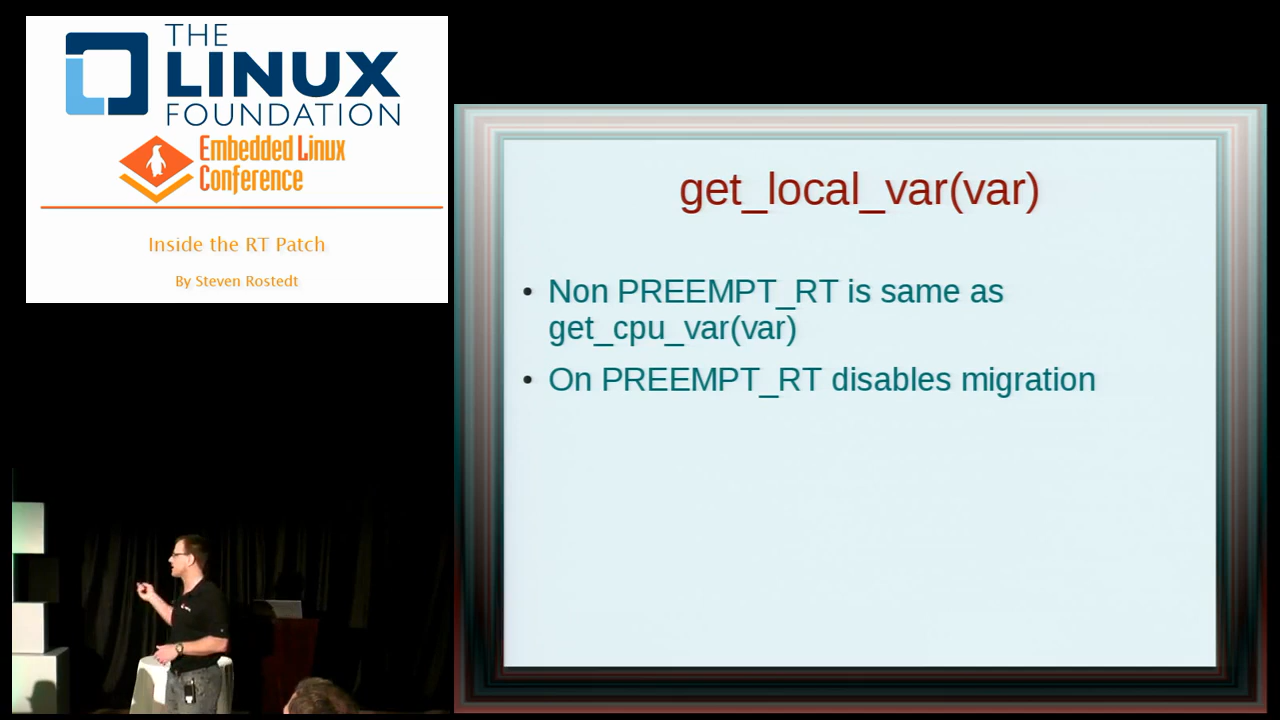 THE
LINUX
FOUNDATION
Embedded Linux
Conference
Inside the RT Patch
By Steven Rostedt
get_local_var(var)
• Non PREEMPT_RT is same as
get_cpu_var(var)
• On PREEMPT_RT disables migration